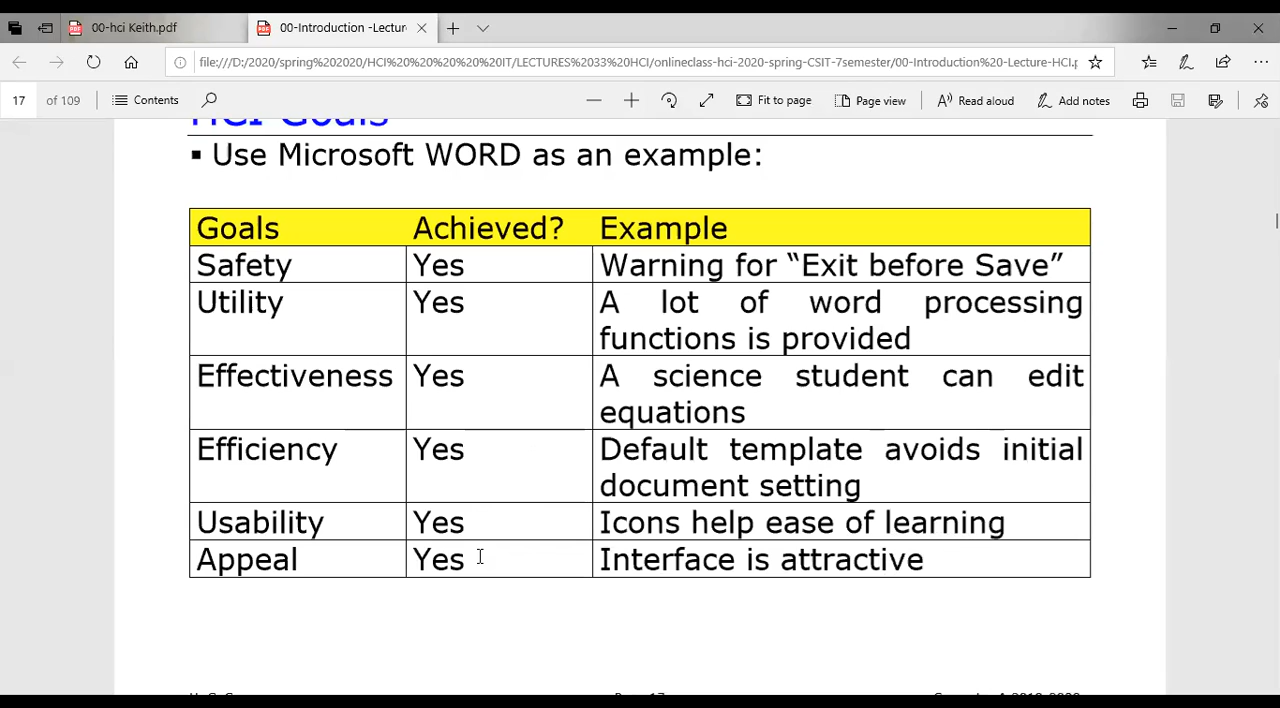 00-hci Keith.pdf
00-Introduction -Lectur
file:///D:/2020/spring%202020/HCI%20%20%20%20%20IT/LECTURES%2033%20HCI/onlineclass-hci-2020-spring-CSIT-7semester/00-Introduction%20-Lecture-HCI.p
17 of 109 Contents Fit to page Page view Read aloud Add notes
HCI Goals
▪ Use Microsoft WORD as an example:
Goals Achieved? Example
Safety Yes Warning for “Exit before Save”
Utility Yes A lot of word processing
functions is provided
Effectiveness Yes A science student can edit
equations
Efficiency Yes Default template avoids initial
document setting
Usability Yes Icons help ease of learning
Appeal Yes Interface is attractive